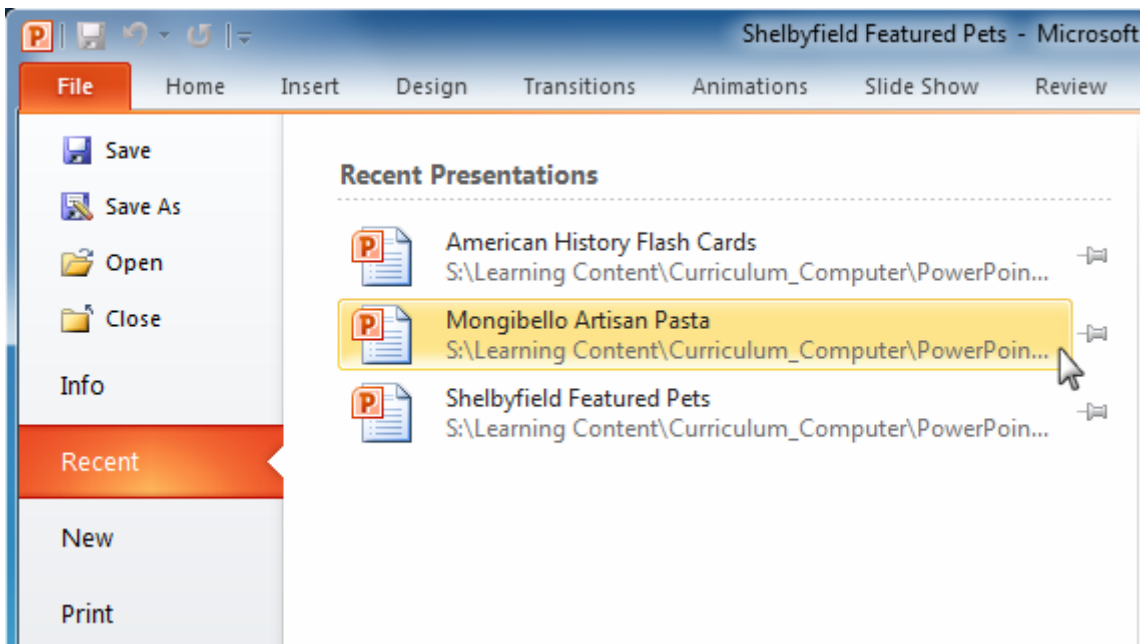 Shelbyfield Featured Pets - Microsoft
File Home Insert Design Transitions Animations Slide Show Review
Save
Save As
Open
Close
Info
Recent
New
Print
Recent Presentations
American History Flash Cards
S:\Learning Content\Curriculum_Computer\PowerPoin...
Mongibello Artisan Pasta
S:\Learning Content\Curriculum_Computer\PowerPoin...
Shelbyfield Featured Pets
S:\Learning Content\Curriculum_Computer\PowerPoin...